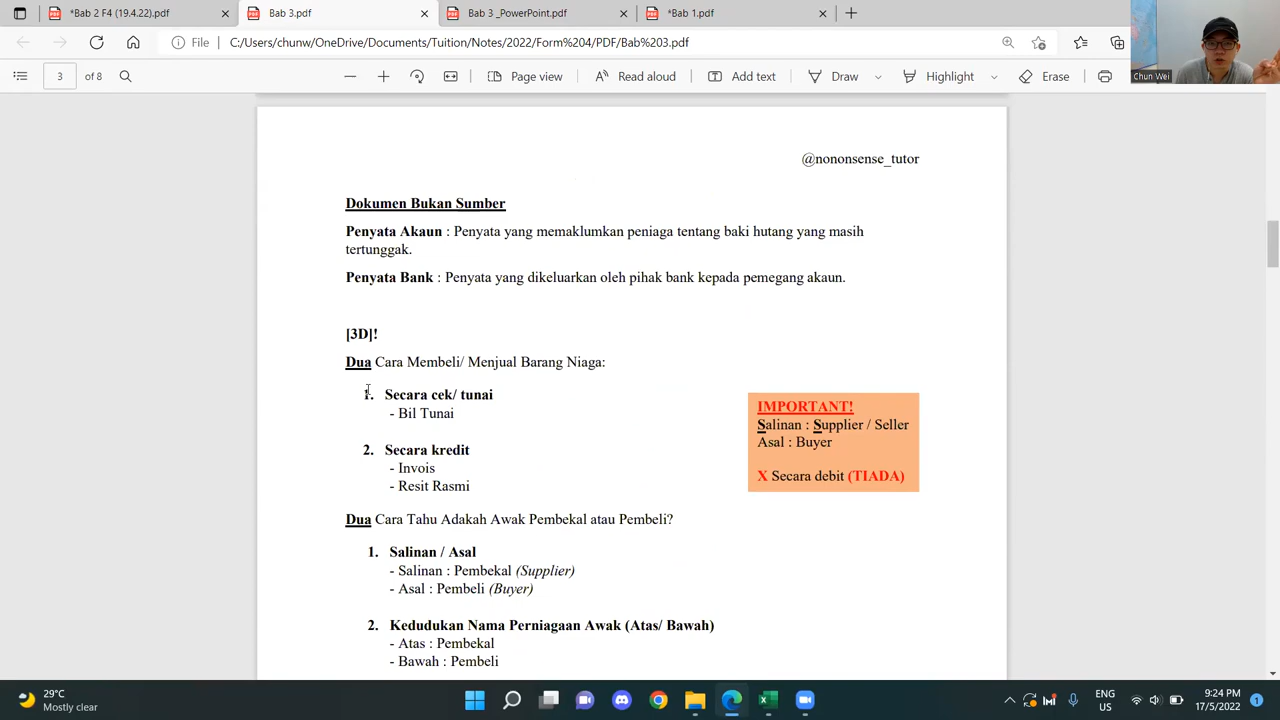 *Bab 2 F4 (19.4.22).pdf
Bab 3.pdf
Bab 3 _PowerPoint.pdf
*Bab 1.pdf
File
C:/Users/chunw/OneDrive/Documents/Tuition/Notes/2022/Form%204/PDF/Bab%203.pdf
Chun Wei
3 of 8
Page view
Read aloud
Add text
Draw
Highlight
Erase
@nononsense_tutor
Dokumen Bukan Sumber
Penyata Akaun : Penyata yang memaklumkan peniaga tentang baki hutang yang masih
tertunggak.
Penyata Bank : Penyata yang dikeluarkan oleh pihak bank kepada pemegang akaun.
[3D]!
Dua Cara Membeli/ Menjual Barang Niaga:
1. Secara cek/ tunai
- Bil Tunai
2. Secara kredit
- Invois
- Resit Rasmi
IMPORTANT!
Salinan : Supplier / Seller
Asal : Buyer
X Secara debit (TIADA)
Dua Cara Tahu Adakah Awak Pembekal atau Pembeli?
1. Salinan / Asal
- Salinan : Pembekal (Supplier)
- Asal : Pembeli (Buyer)
2. Kedudukan Nama Perniagaan Awak (Atas/ Bawah)
- Atas : Pembekal
- Bawah : Pembeli
29°C
Mostly clear
ENG
US
9:24 PM
17/5/2022
1